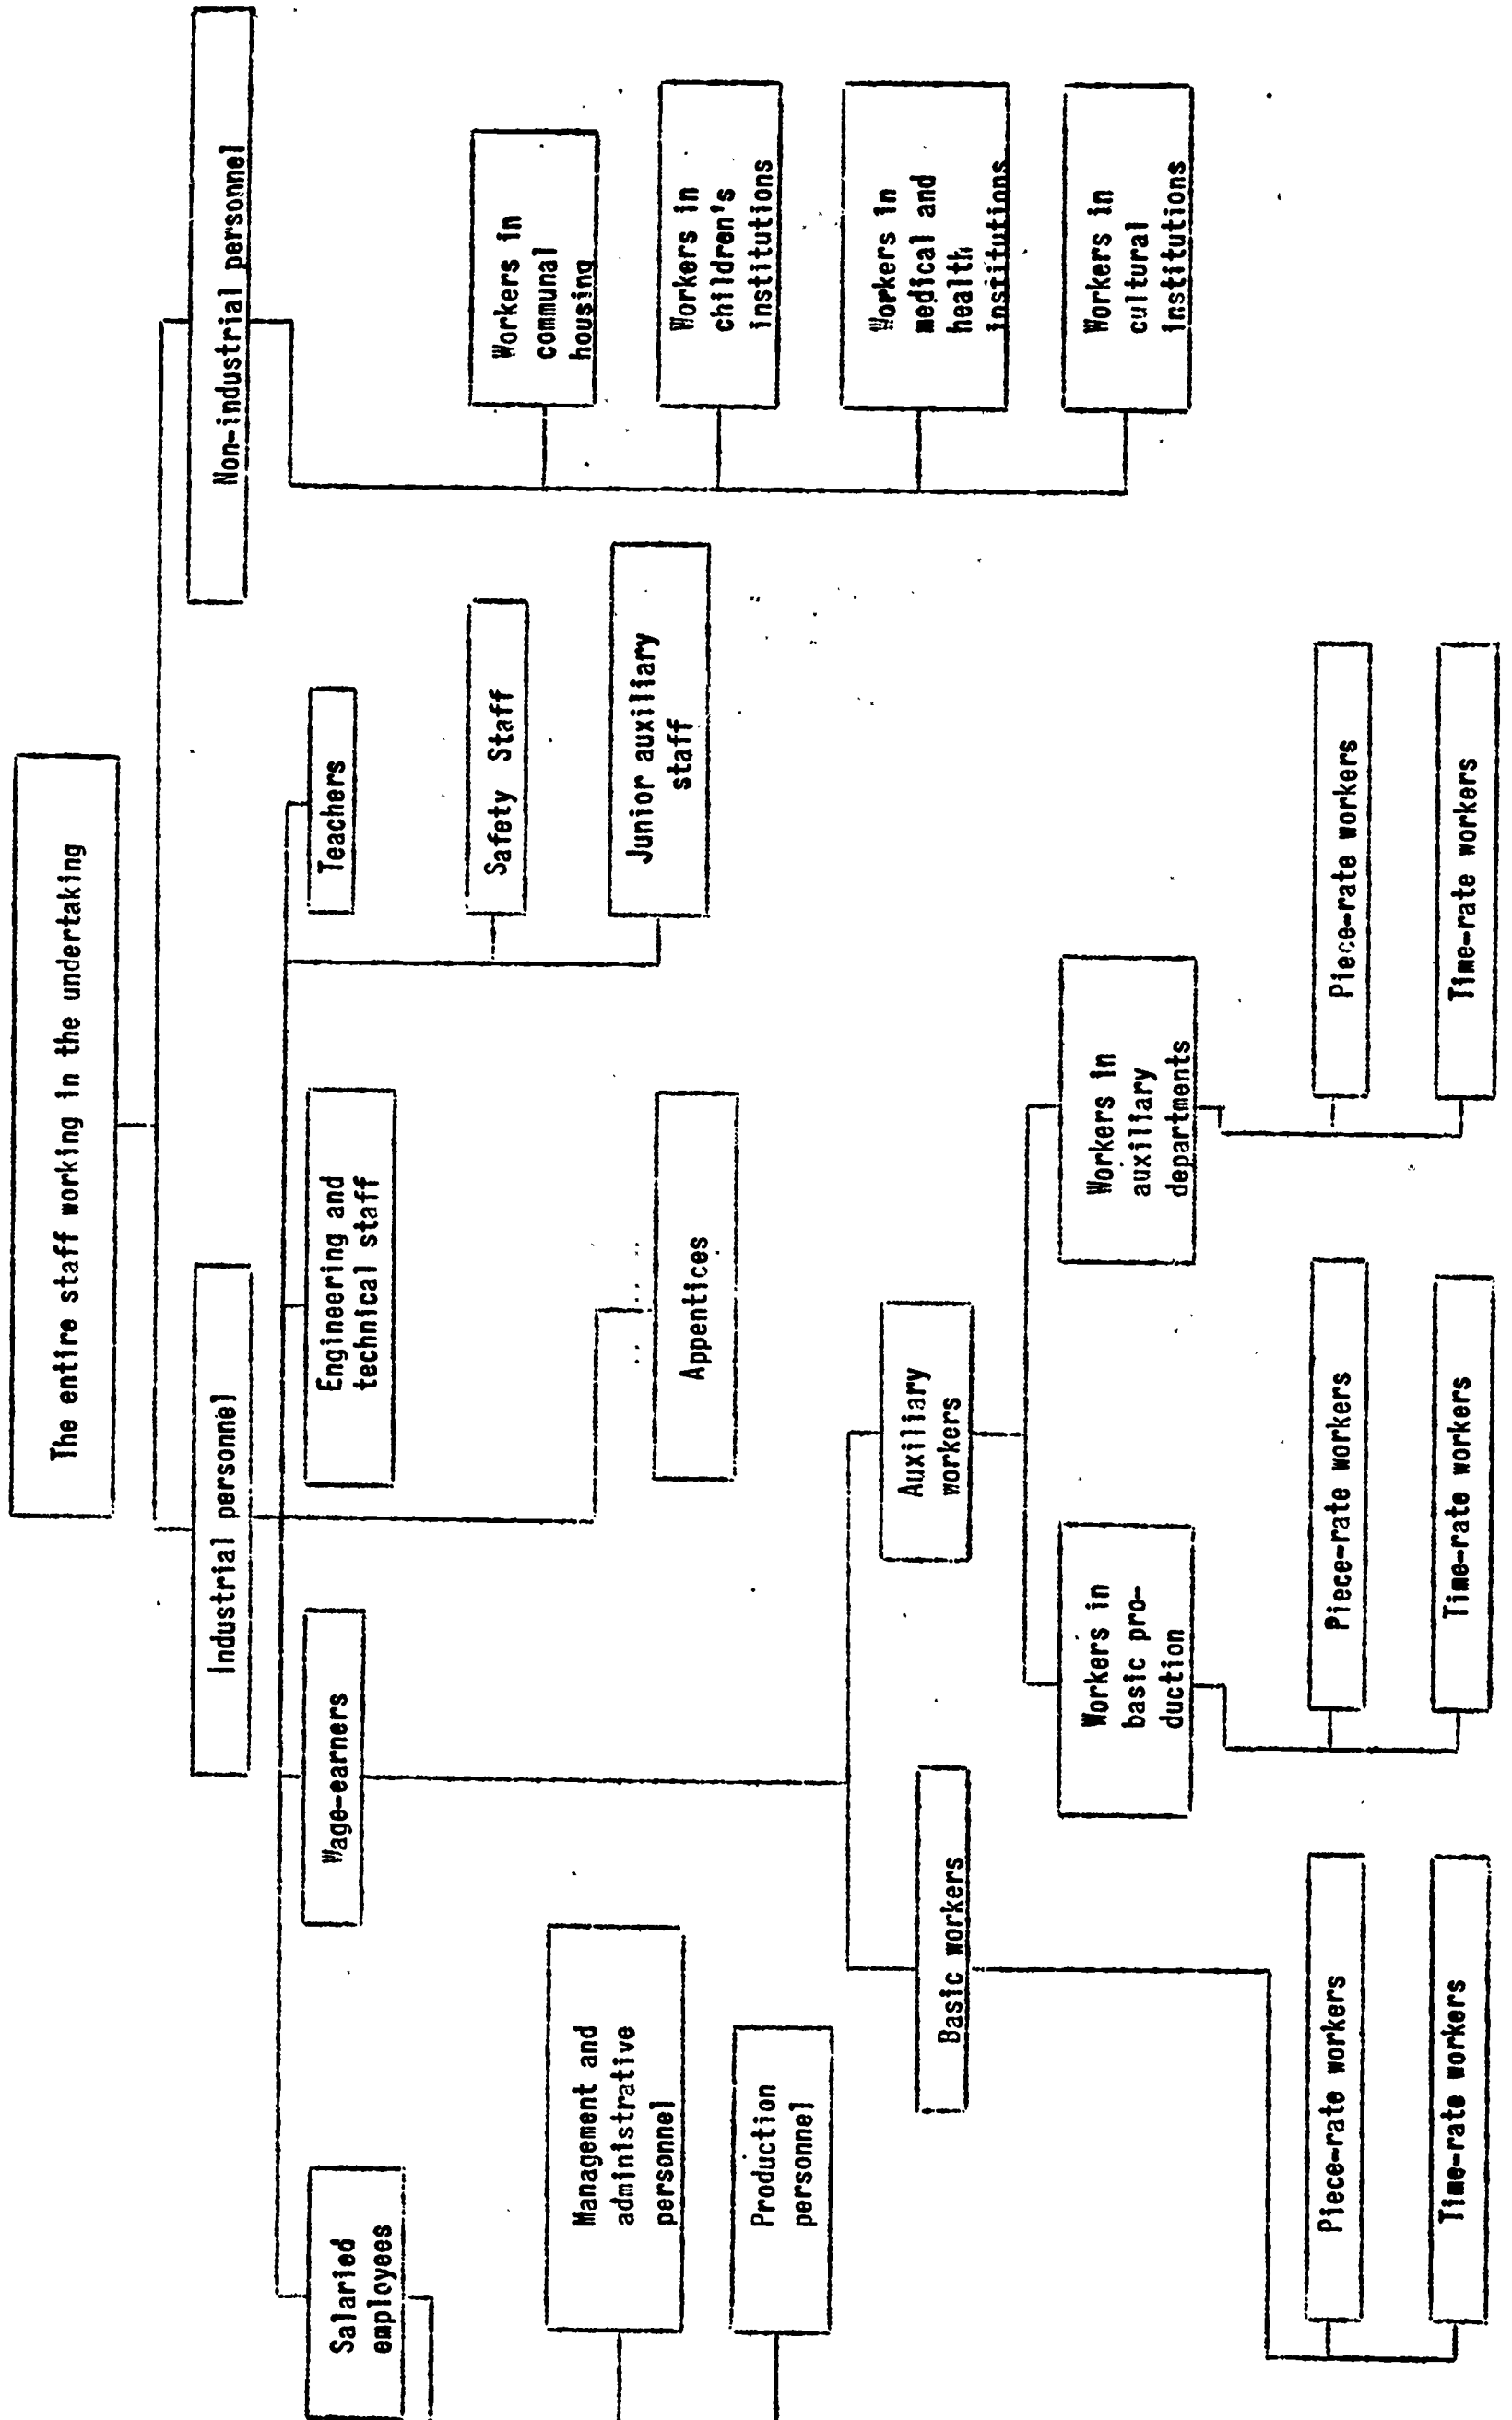 The entire staff working in the undertaking
Industrial personnel
Non-industrial personnel
Salaried
employees
Wage-earners
Engineering and
technical staff
Teachers
Safety Staff
Junior auxiliary
staff
Workers in
communal
housing
Workers in
children's
institutions
Workers in
medical and
health
institutions
Workers in
cultural
institutions
Management and
administrative
personnel
Production
personnel
Appentices
Basic workers
Auxiliary
workers
Workers in
basic pro-
duction
Workers in
auxiliary
departments
Piece-rate workers
Time-rate workers
Piece-rate workers
Time-rate workers
Piece-rate workers
Time-rate workers